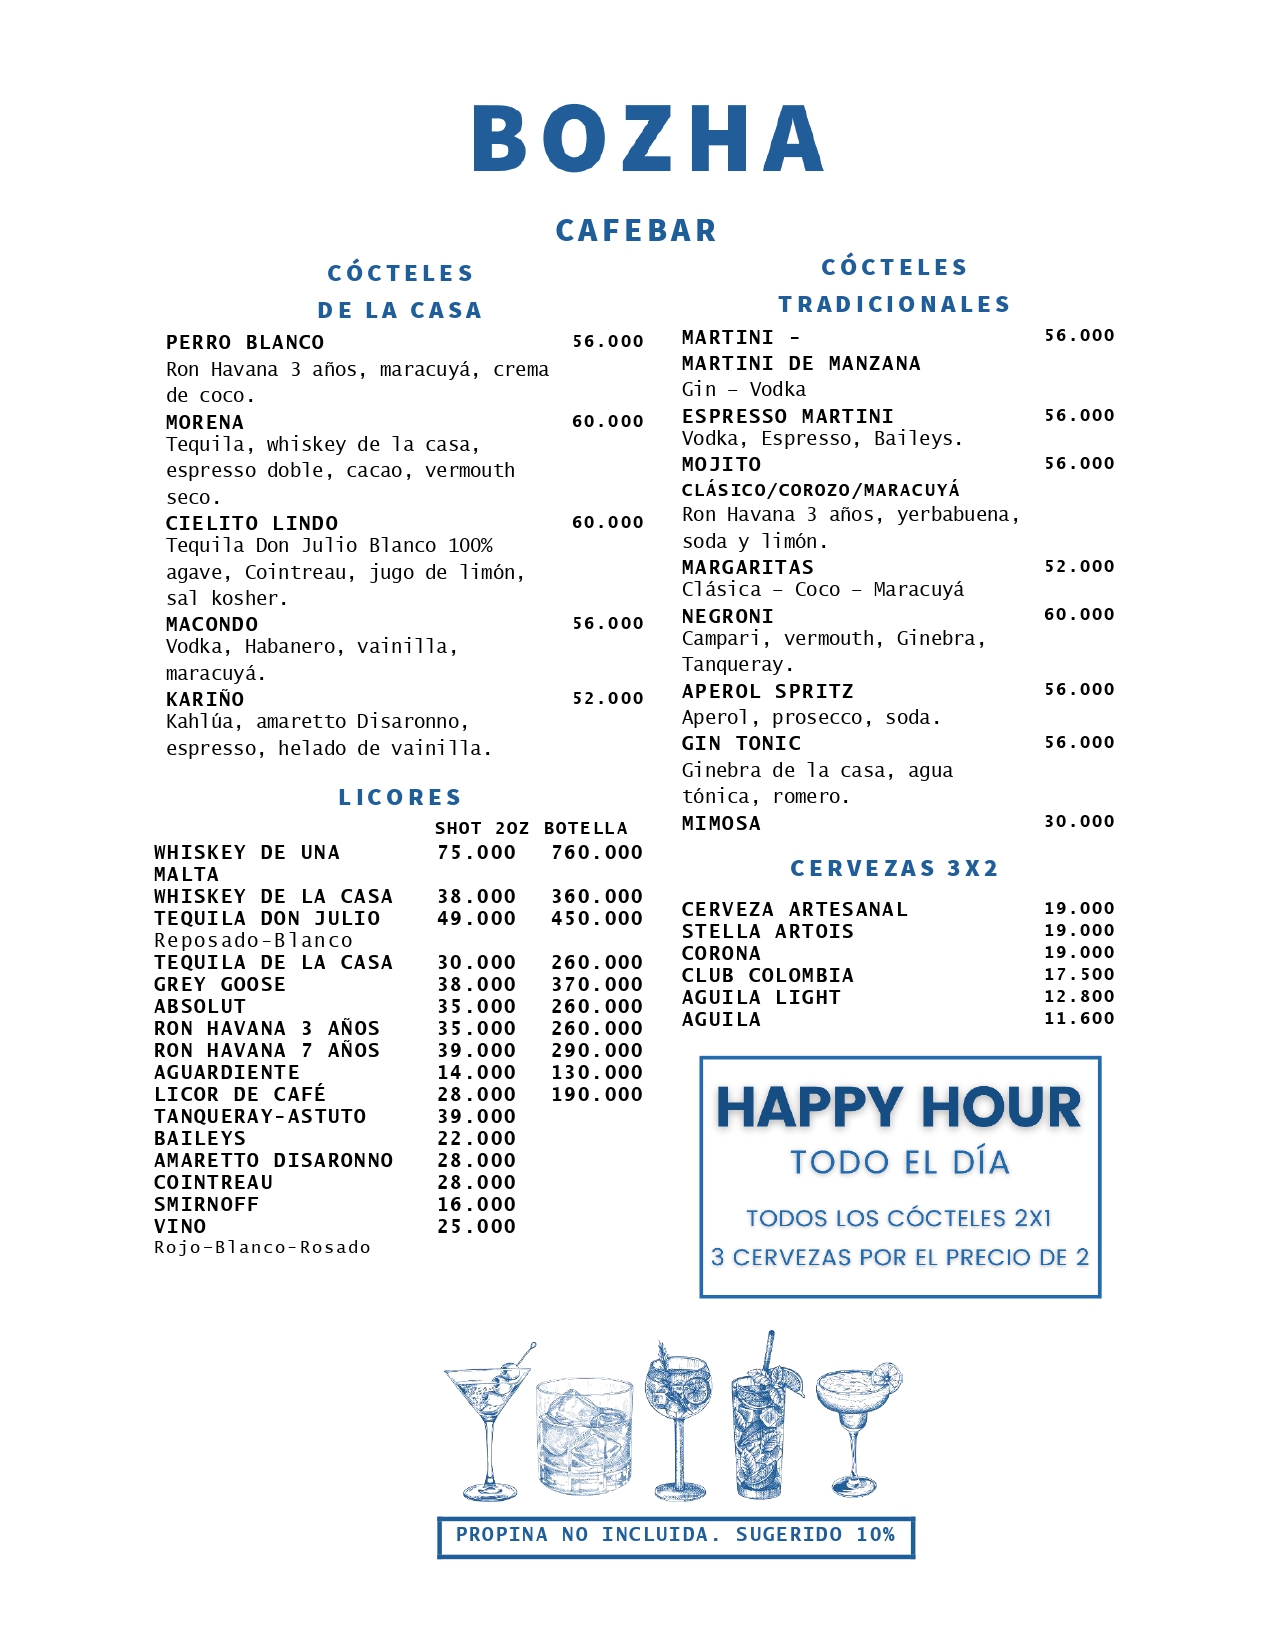 BOZHA
CAFEBAR
CÓCTELES
DE LA CASA
PERRO BLANCO 56.000
Ron Havana 3 años, maracuyá, crema
de coco.
MORENA 60.000
Tequila, whiskey de la casa,
espresso doble, cacao, vermouth
seco.
CIELITO LINDO 60.000
Tequila Don Julio Blanco 100%
agave, Cointreau, jugo de limón,
sal kosher.
MACONDO 56.000
Vodka, Habanero, vainilla,
maracuyá.
KARIÑO 52.000
Kahlúa, amaretto Disaronno,
espresso, helado de vainilla.
LICORES
SHOT 2OZ BOTELLA
WHISKEY DE UNA 75.000 760.000
MALTA
WHISKEY DE LA CASA 38.000 360.000
TEQUILA DON JULIO 49.000 450.000
Reposado-Blanco
TEQUILA DE LA CASA 30.000 260.000
GREY GOOSE 38.000 370.000
ABSOLUT 35.000 260.000
RON HAVANA 3 AÑOS 35.000 260.000
RON HAVANA 7 AÑOS 39.000 290.000
AGUARDIENTE 14.000 130.000
LICOR DE CAFÉ 28.000 190.000
TANQUERAY-ASTUTO 39.000
BAILEYS 22.000
AMARETTO DISARONNO 28.000
COINTREAU 28.000
SMIRNOFF 16.000
VINO 25.000
Rojo-Blanco-Rosado
CÓCTELES
TRADICIONALES
MARTINI - 56.000
MARTINI DE MANZANA
Gin – Vodka
ESPRESSO MARTINI 56.000
Vodka, Espresso, Baileys.
MOJITO 56.000
CLÁSICO/COROZO/MARACUYÁ
Ron Havana 3 años, yerbabuena,
soda y limón.
MARGARITAS 52.000
Clásica – Coco – Maracuyá
NEGRONI 60.000
Campari, vermouth, Ginebra,
Tanqueray.
APEROL SPRITZ 56.000
Aperol, prosecco, soda.
GIN TONIC 56.000
Ginebra de la casa, agua
tónica, romero.
MIMOSA 30.000
CERVEZAS 3X2
CERVEZA ARTESANAL 19.000
STELLA ARTOIS 19.000
CORONA 19.000
CLUB COLOMBIA 17.500
AGUILA LIGHT 12.800
AGUILA 11.600
HAPPY HOUR
TODO EL DÍA
TODOS LOS CÓCTELES 2X1
3 CERVEZAS POR EL PRECIO DE 2
PROPINA NO INCLUIDA. SUGERIDO 10%